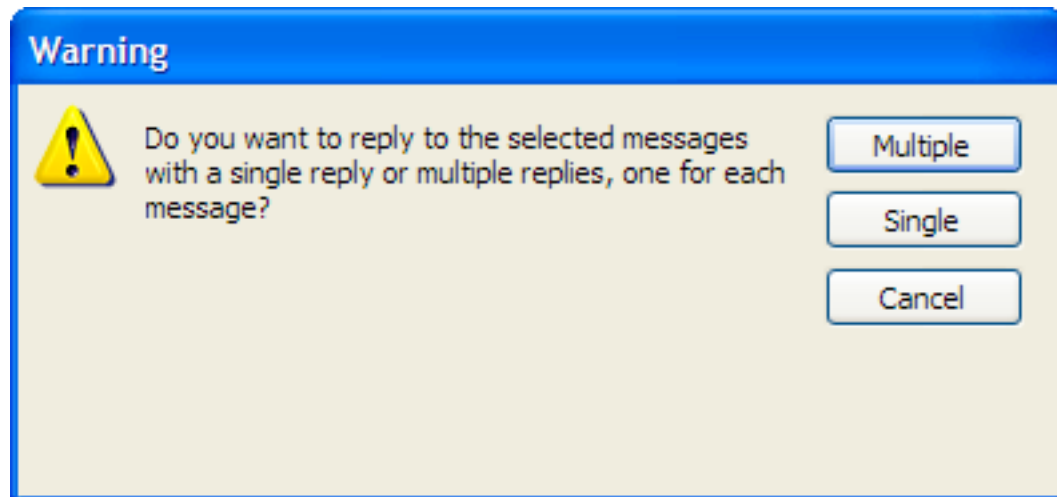 Warning
Do you want to reply to the selected messages
with a single reply or multiple replies, one for each
message?
Multiple
Single
Cancel